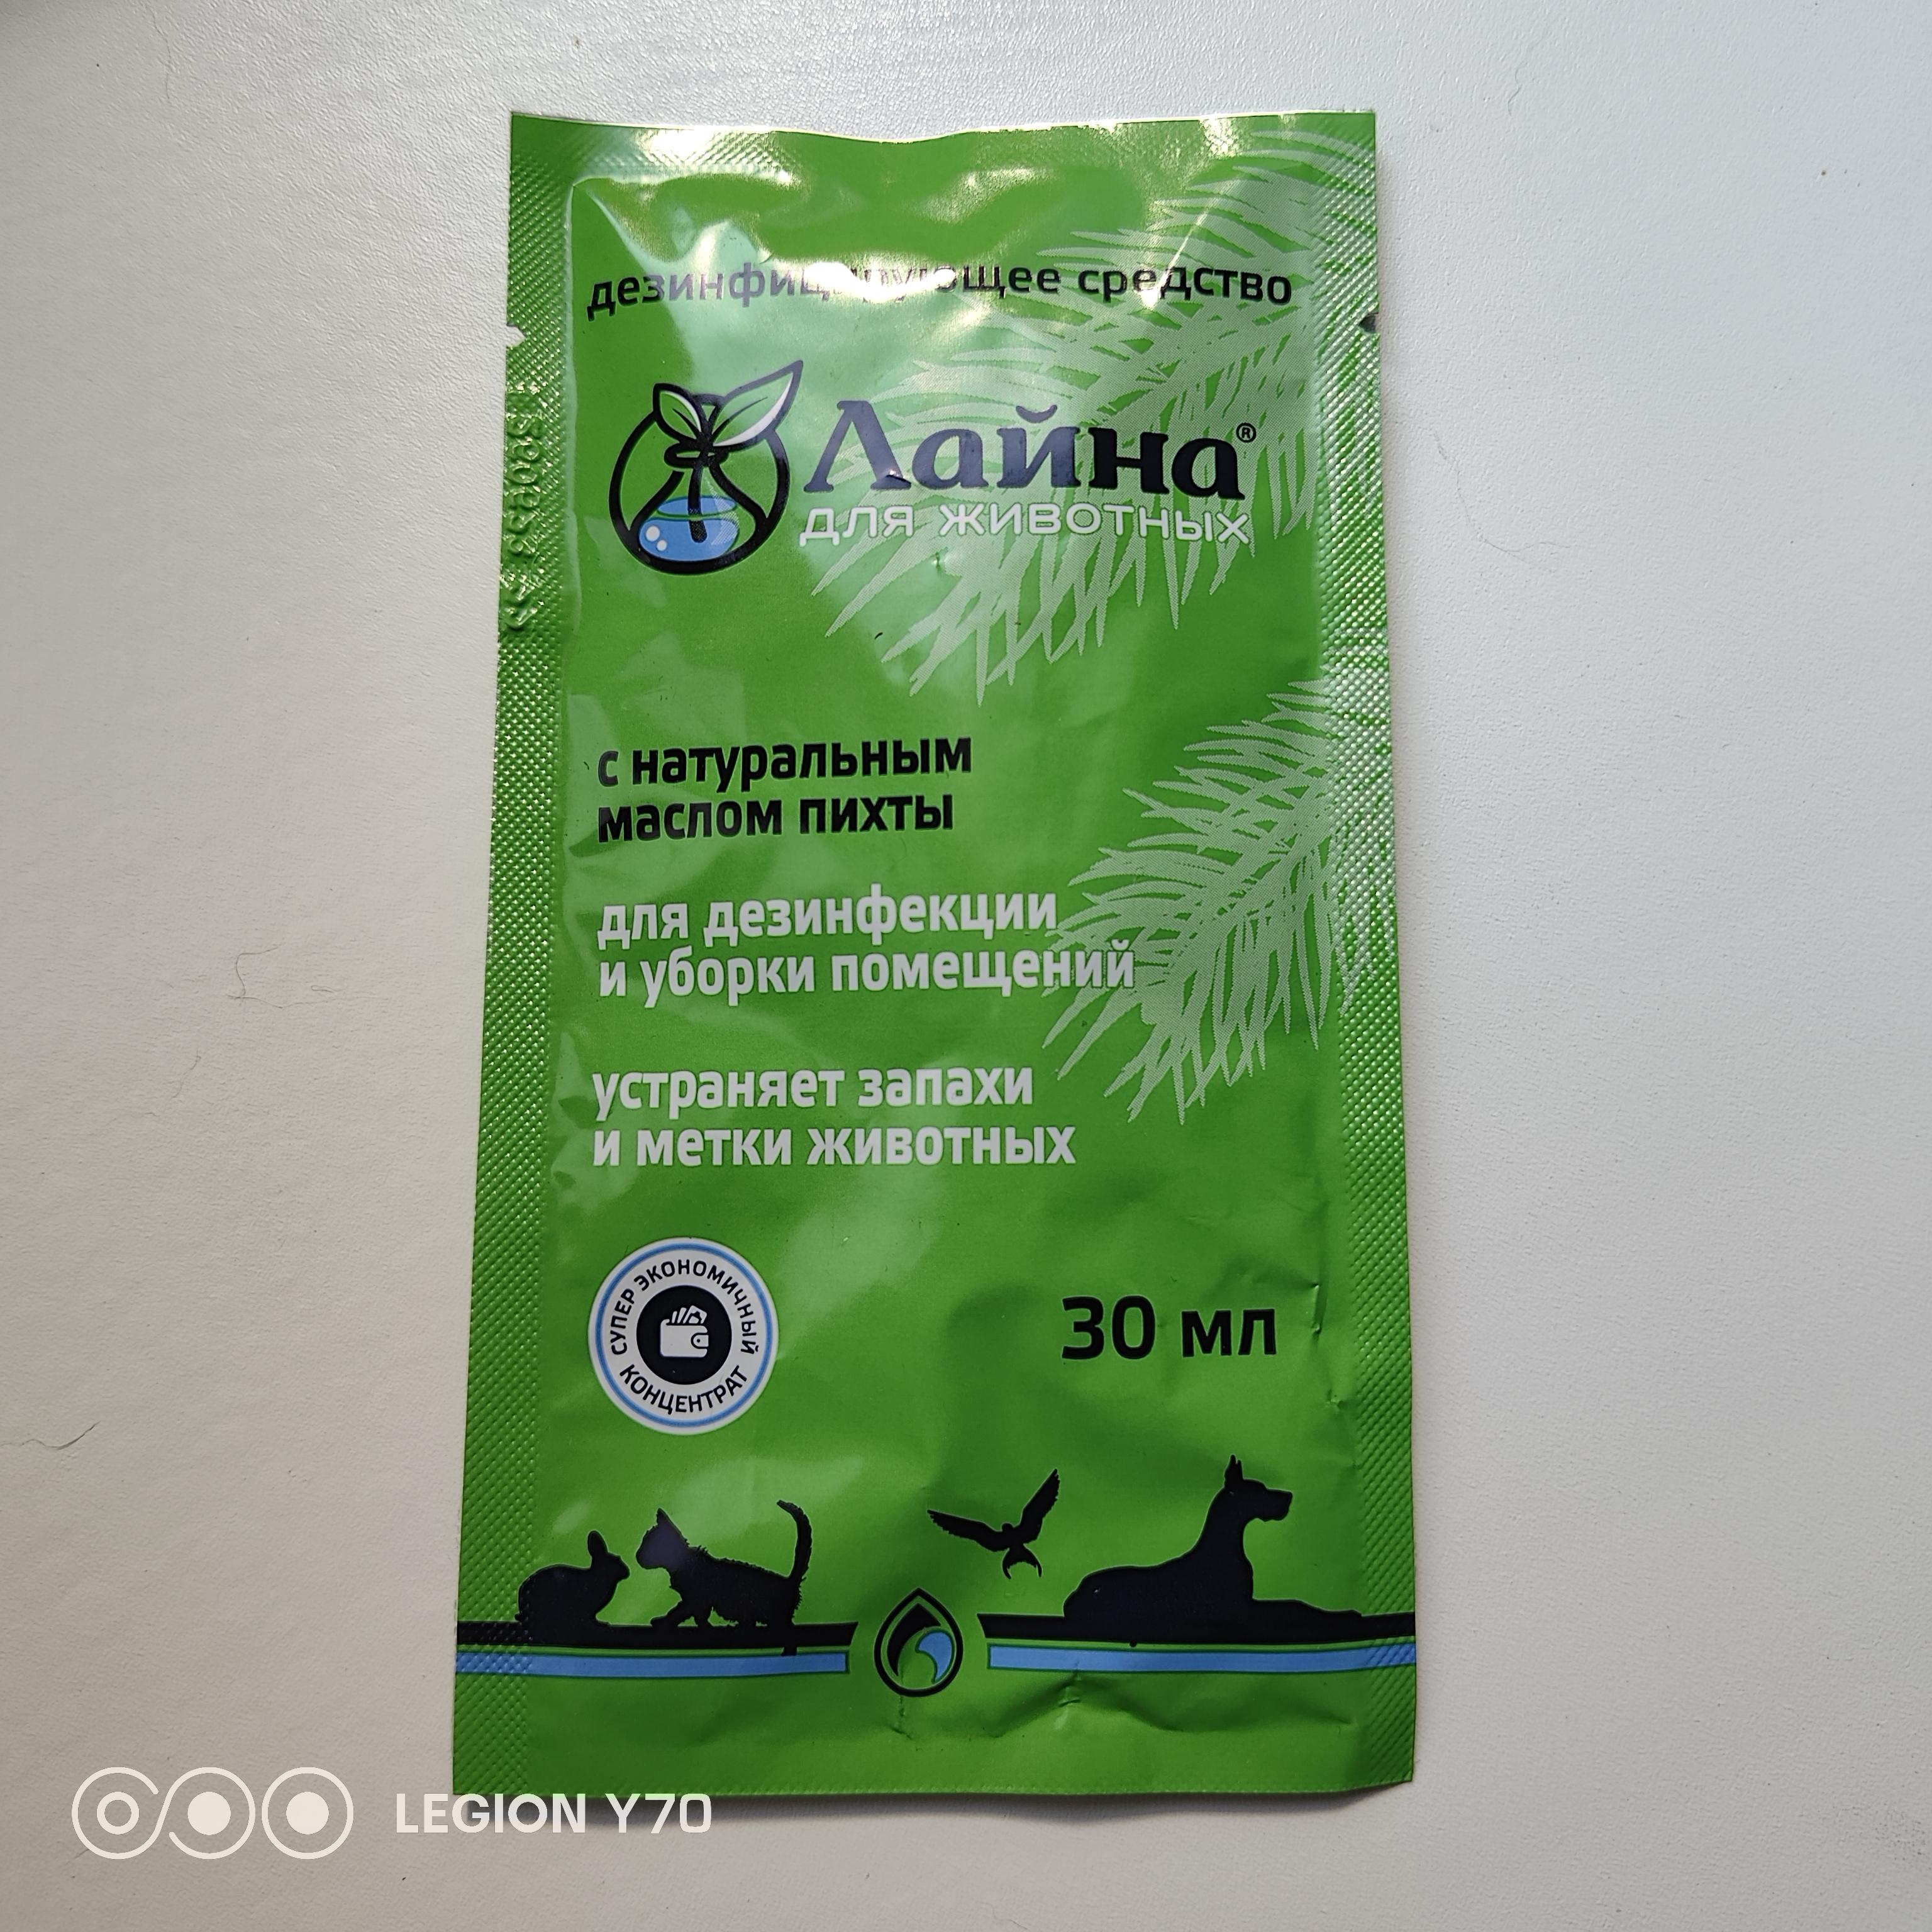 дезинфицирующее средство
Лайна®
для животных
с натуральным
маслом пихты
для дезинфекции
и уборки помещений
устраняет запахи
и метки животных
СУПЕР ЭКОНОМИЧНЫЙ
КОНЦЕНТРАТ
30 мл
LEGION Y70